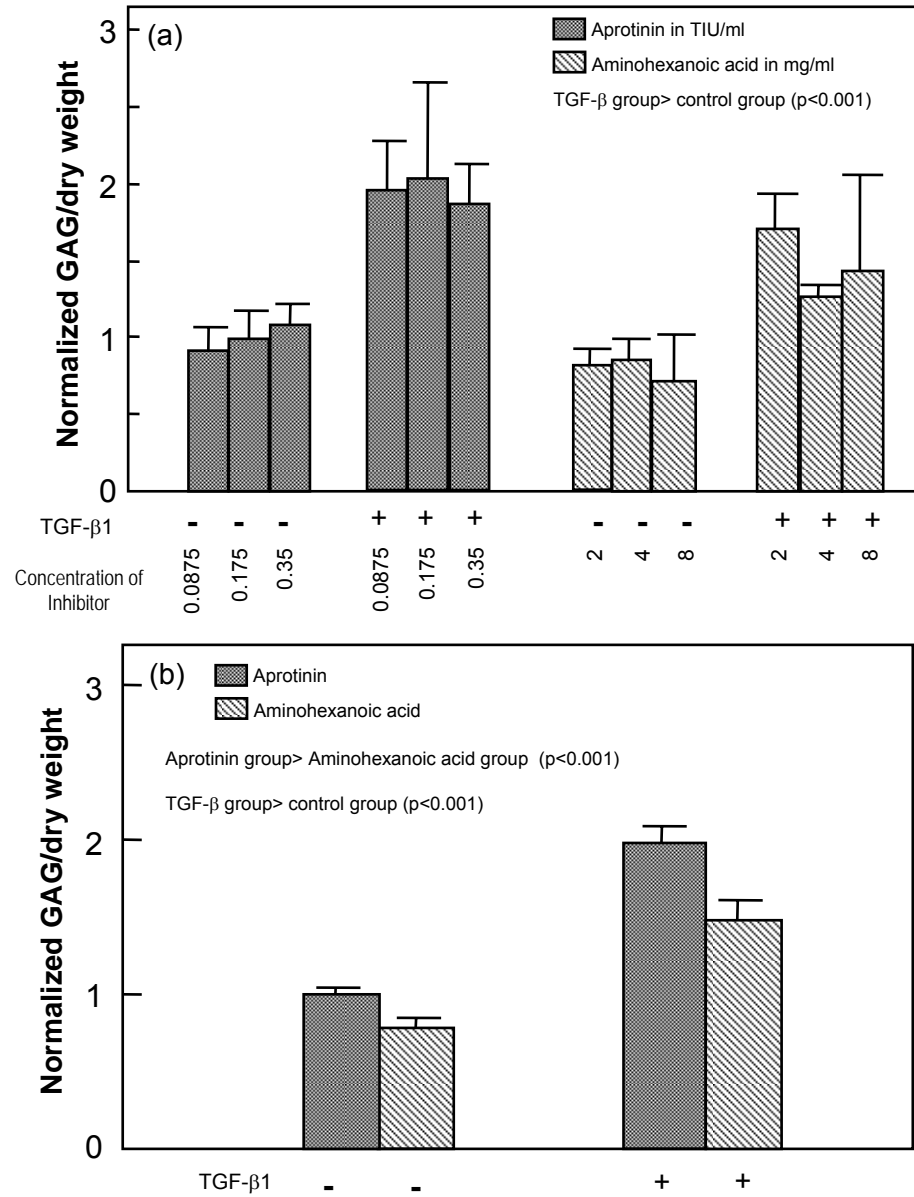 (a)
Aprotinin in TIU/ml
Aminohexanoic acid in mg/ml
TGF-β group> control group (p<0.001)
Normalized GAG/dry weight
3
2
1
0
TGF-β1 - - - + + + - - - + + +
Concentration of Inhibitor
0.0875 0.175 0.35 0.0875 0.175 0.35 2 4 8 2 4 8
(b)
Aprotinin
Aminohexanoic acid
Aprotinin group> Aminohexanoic acid group (p<0.001)
TGF-β group> control group (p<0.001)
Normalized GAG/dry weight
3
2
1
0
TGF-β1 - - + +